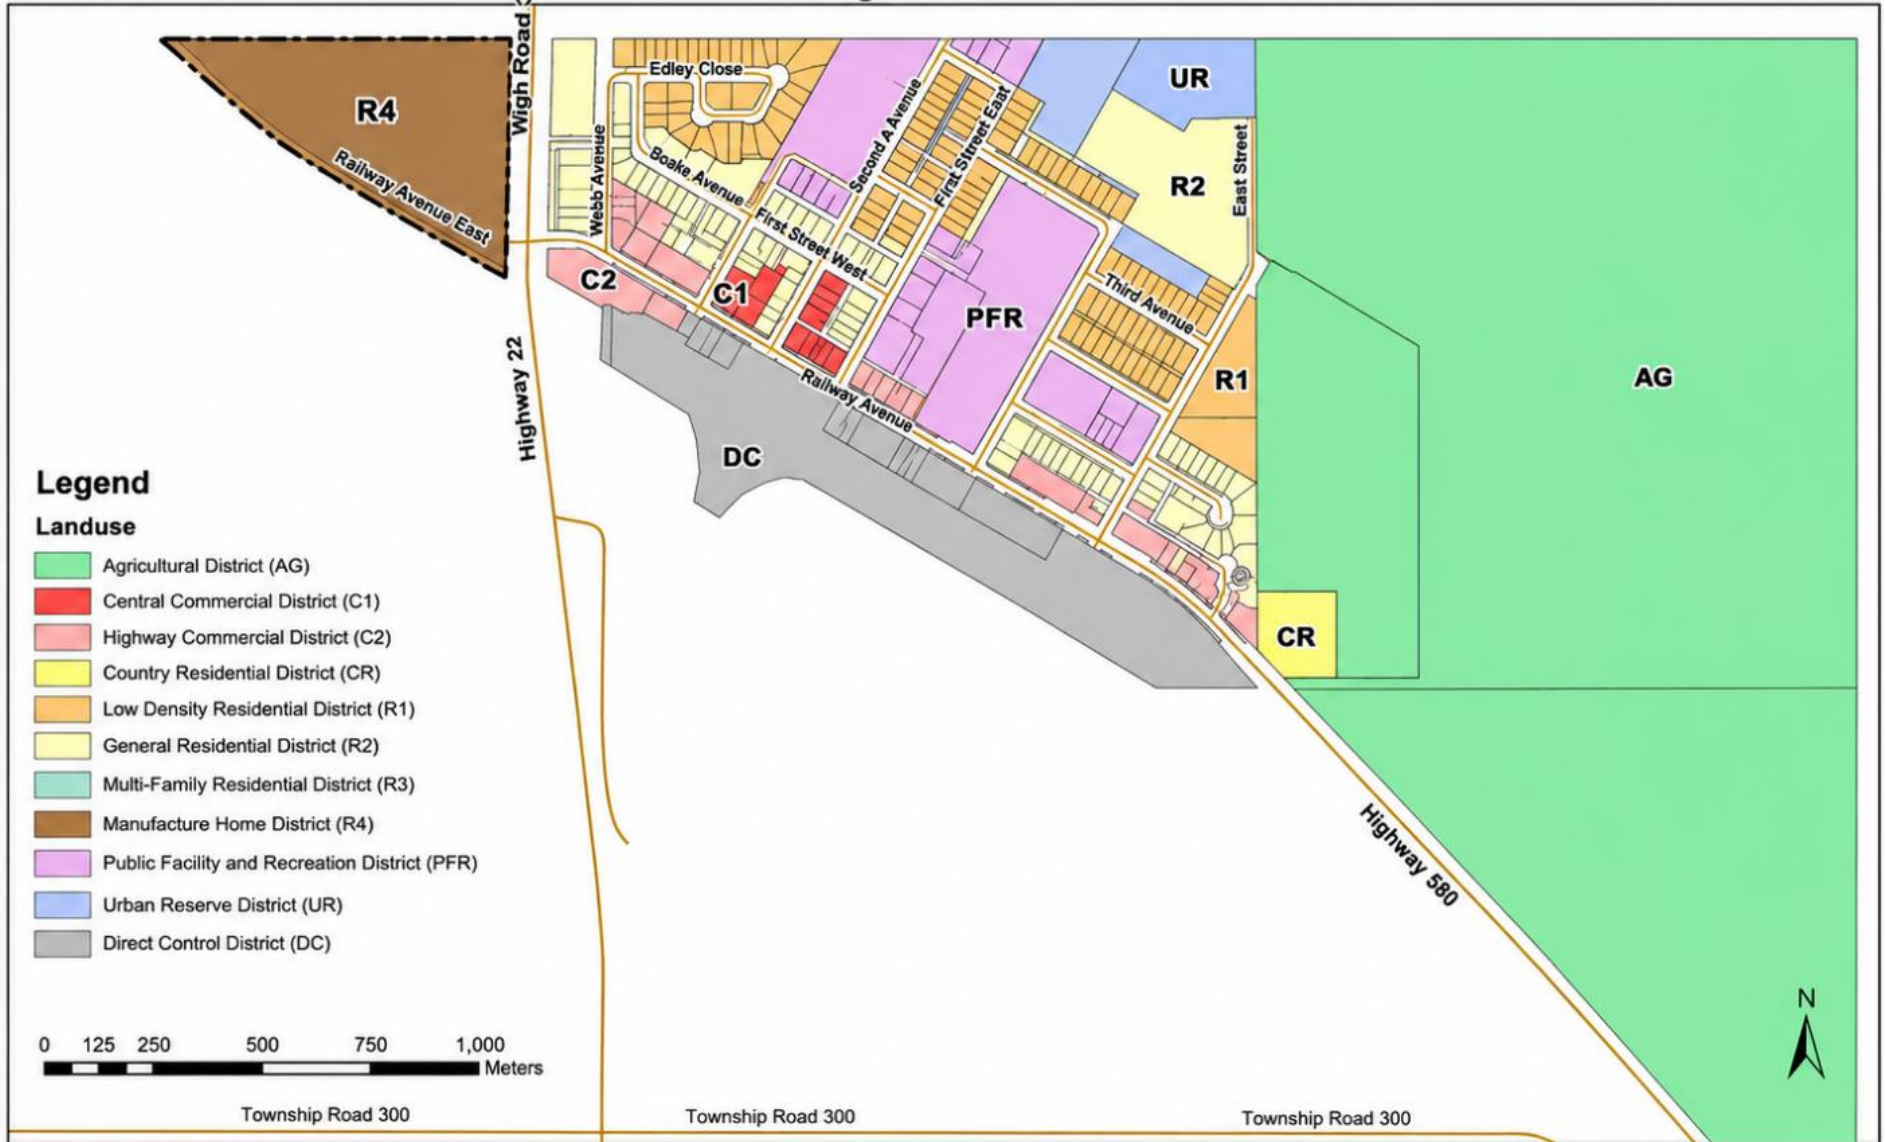 Wigh Road
R4
Railway Avenue East
Edley Close
Webb Avenue
Boake Avenue
Second A Avenue
First Street East
First Street West
UR
R2
East Street
C2
C1
PFR
Third Avenue
R1
AG
Railway Avenue
Highway 22
DC
CR
Highway 580
Legend
Landuse
Agricultural District (AG)
Central Commercial District (C1)
Highway Commercial District (C2)
Country Residential District (CR)
Low Density Residential District (R1)
General Residential District (R2)
Multi-Family Residential District (R3)
Manufacture Home District (R4)
Public Facility and Recreation District (PFR)
Urban Reserve District (UR)
Direct Control District (DC)
0 125 250 500 750 1,000
Meters
N
Township Road 300 Township Road 300 Township Road 300